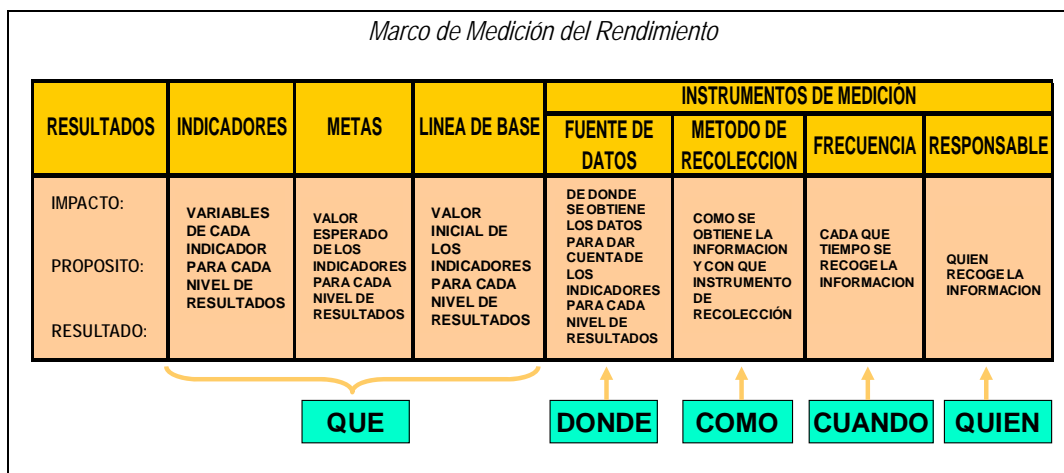 Marco de Medición del Rendimiento
RESULTADOS
INDICADORES
METAS
LINEA DE BASE
INSTRUMENTOS DE MEDICIÓN
FUENTE DE
DATOS
METODO DE
RECOLECCION
FRECUENCIA
RESPONSABLE
IMPACTO:
PROPOSITO:
RESULTADO:
VARIABLES
DE CADA
INDICADOR
PARA CADA
NIVEL DE
RESULTADOS
VALOR
ESPERADO
DE LOS
INDICADORES
PARA CADA
NIVEL DE
RESULTADOS
VALOR
INICIAL DE
LOS
INDICADORES
PARA CADA
NIVEL DE
RESULTADOS
DE DONDE
SE OBTIENE
LOS DATOS
PARA DAR
CUENTA DE
LOS
INDICADORES
PARA CADA
NIVEL DE
RESULTADOS
COMO SE
OBTIENE LA
INFORMACION
Y CON QUE
INSTRUMENTO
DE
RECOLECCIÓN
CADA QUE
TIEMPO SE
RECOGE LA
INFORMACION
QUIEN
RECOGE LA
INFORMACION
QUE
DONDE
COMO
CUANDO
QUIEN